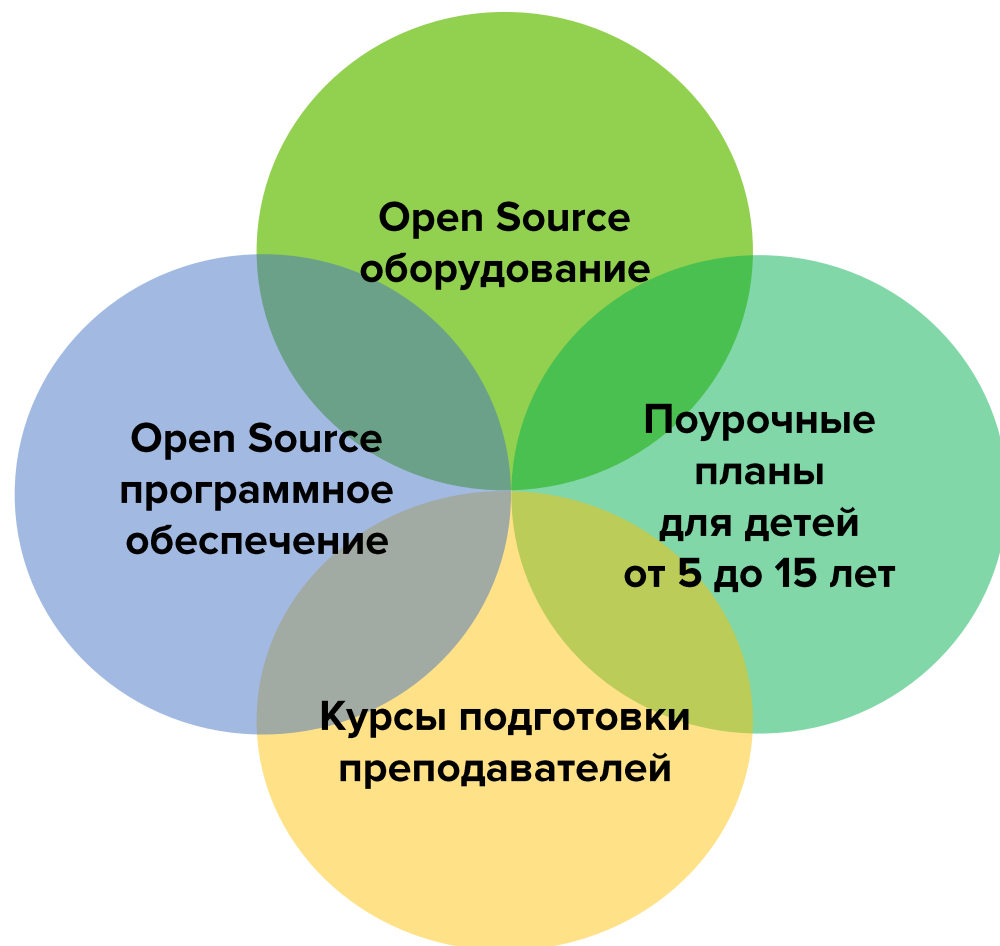 Open Source
оборудование
Open Source
программное
обеспечение
Поурочные
планы
для детей
от 5 до 15 лет
Курсы подготовки
преподавателей